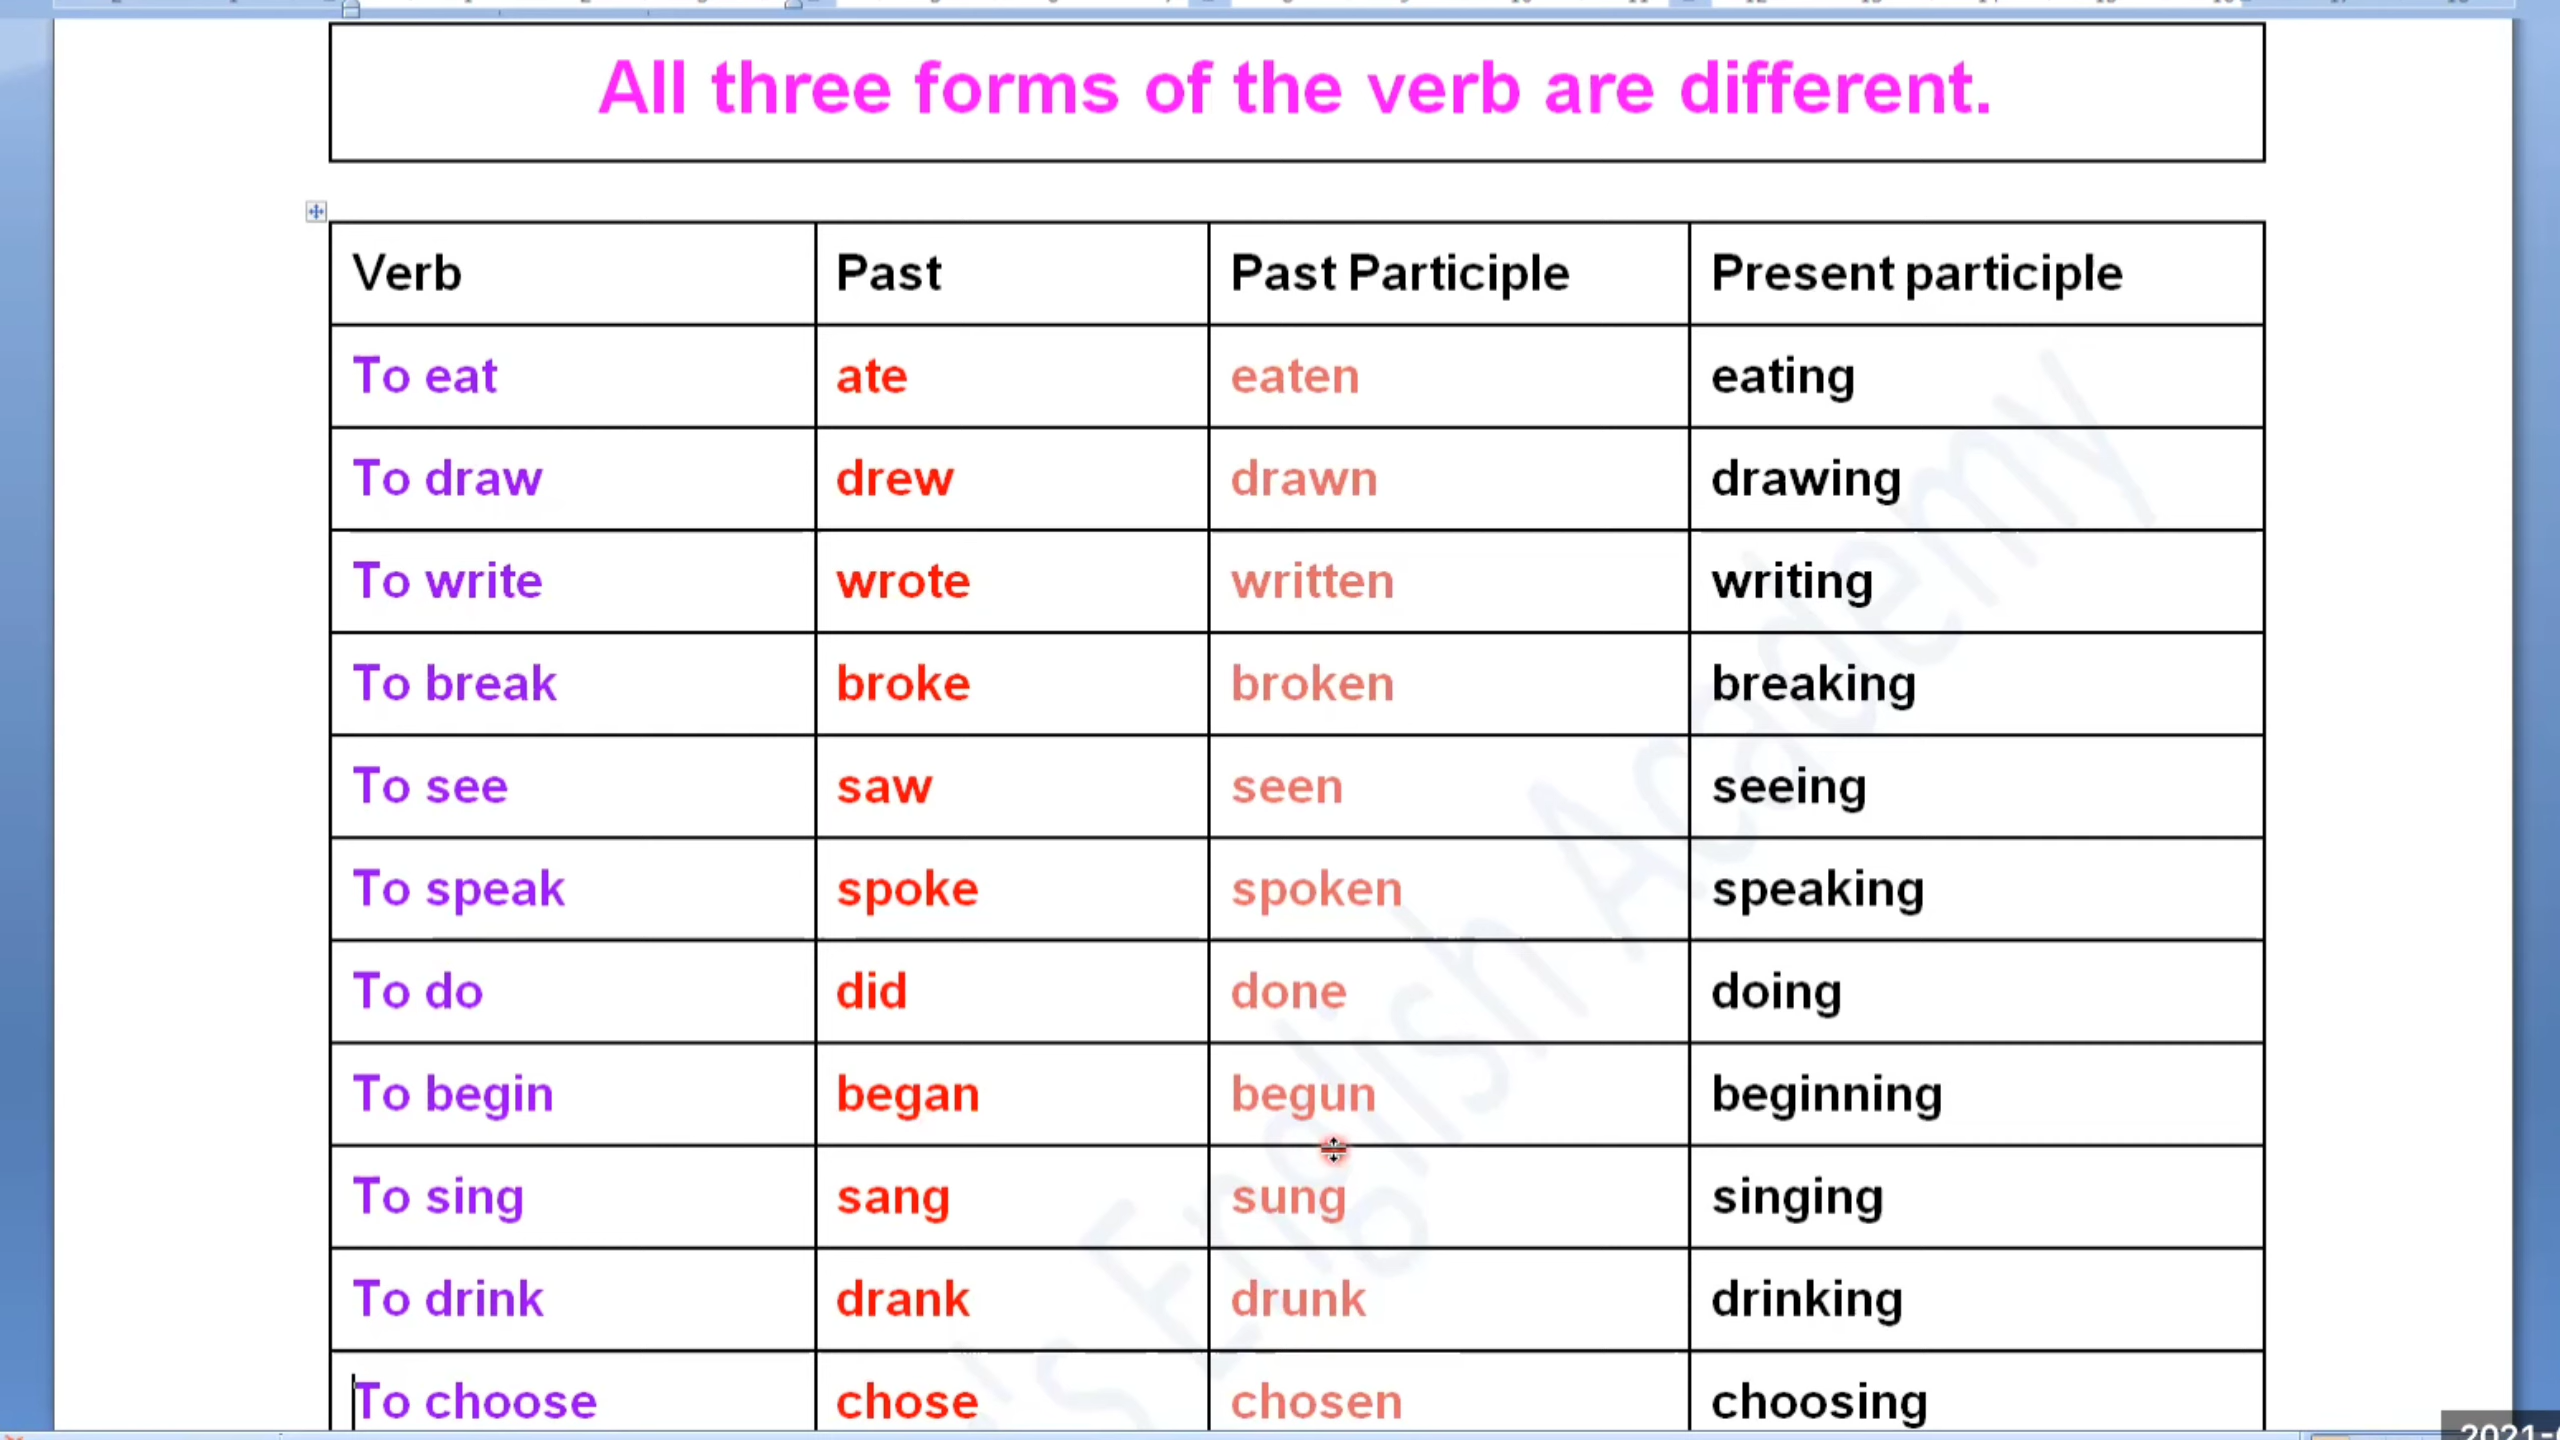 All three forms of the verb are different.
Verb Past Past Participle Present participle
To eat ate eaten eating
To draw drew drawn drawing
To write wrote written writing
To break broke broken breaking
To see saw seen seeing
To speak spoke spoken speaking
To do did done doing
To begin began begun beginning
To sing sang sung singing
To drink drank drunk drinking
To choose chose chosen choosing
's English Academy
2021-